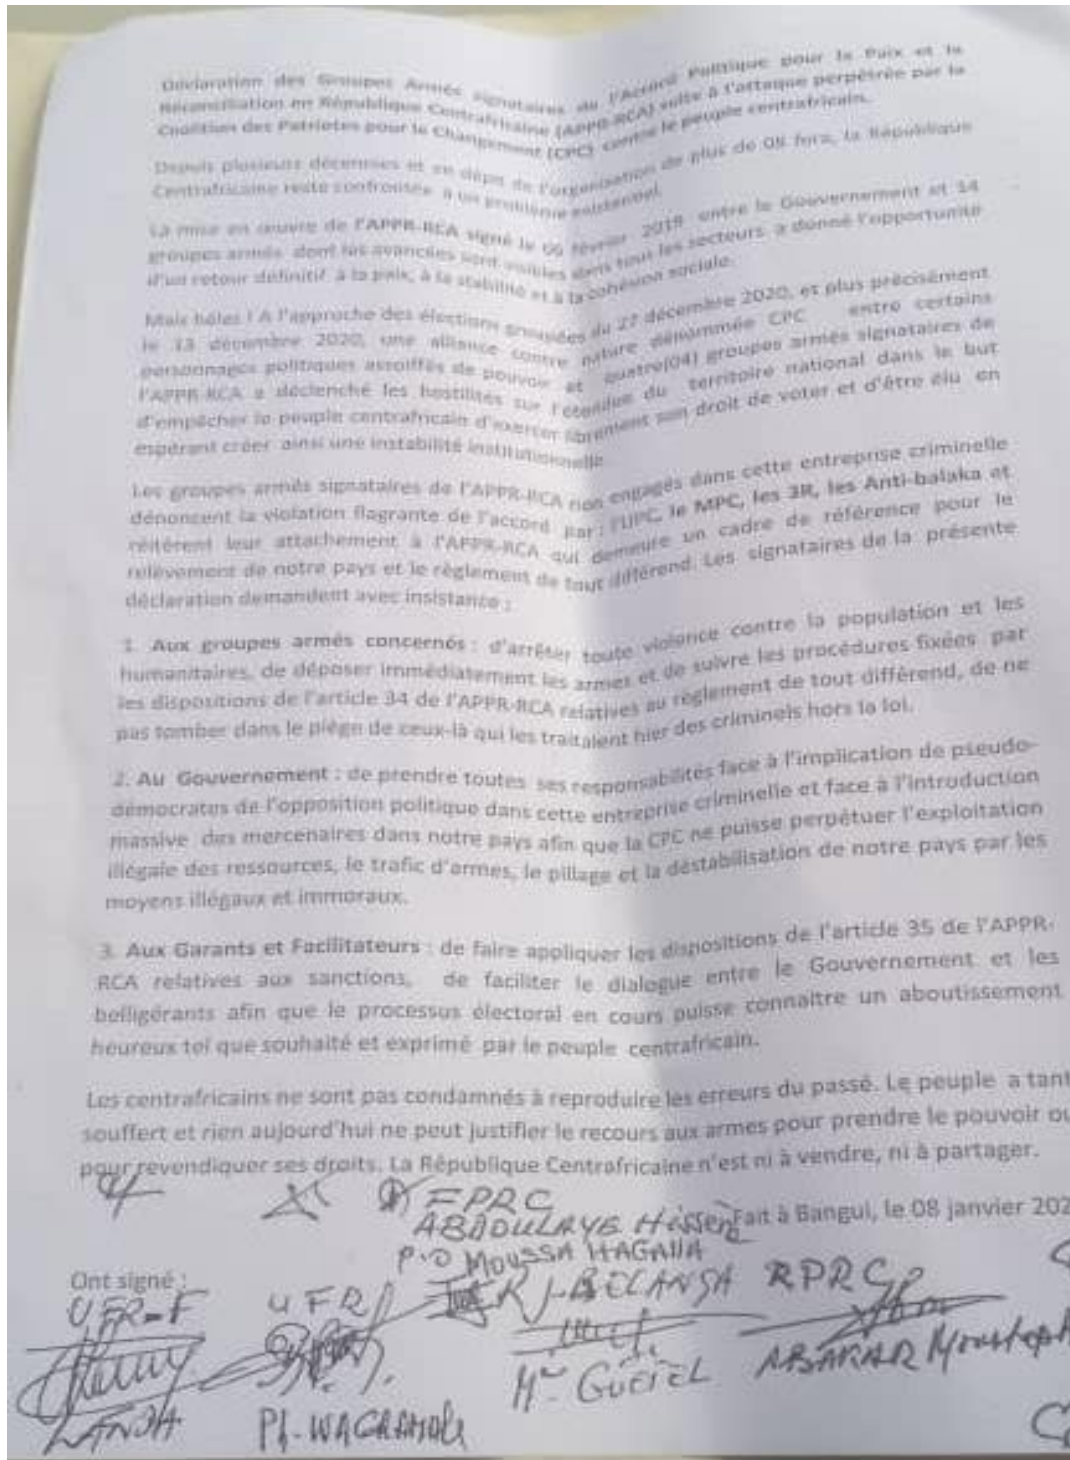 Déclaration des Groupes Armés signataires de l'Accord Politique pour la Paix et la
Réconciliation en République Centrafricaine (APPR-RCA) suite à l'attaque perpétrée par la
Coalition des Patriotes pour le Changement (CPC) contre le peuple centrafricain.
Depuis plusieurs décennies et en dépit de l'organisation de plus de 08 fora, la République
Centrafricaine reste confrontée à un problème existentiel.
La mise en œuvre de l'APPR-RCA signé le 06 février 2019 entre le Gouvernement et 14
groupes armés dont les avancées sont visibles dans tous les secteurs a donné l'opportunité
d'un retour définitif à la paix, à la stabilité et à la cohésion sociale.
Mais hélas ! A l'approche des élections groupées du 27 décembre 2020, et plus précisément
le 13 décembre 2020, une alliance contre nature dénommée CPC entre certains
personnages politiques assoiffés de pouvoir et quatre(04) groupes armés signataires de
l'APPR-RCA a déclenché les hostilités sur l'étendue du territoire national dans le but
d'empêcher le peuple centrafricain d'exercer librement son droit de voter et d'être élu en
espérant créer ainsi une instabilité institutionnelle.
Les groupes armés signataires de l'APPR-RCA non engagés dans cette entreprise criminelle
dénoncent la violation flagrante de l'accord par : l'UPC, le MPC, les 3R, les Anti-balaka et
réitèrent leur attachement à l'APPR-RCA qui demeure un cadre de référence pour le
relèvement de notre pays et le règlement de tout différend. Les signataires de la présente
déclaration demandent avec insistance :
1. Aux groupes armés concernés : d'arrêter toute violence contre la population et les
humanitaires, de déposer immédiatement les armes et de suivre les procédures fixées par
les dispositions de l'article 34 de l'APPR-RCA relatives au règlement de tout différend, de ne
pas tomber dans le piège de ceux-là qui les traitaient hier des criminels hors la loi.
2. Au Gouvernement : de prendre toutes ses responsabilités face à l'implication de pseudo-
démocrates de l'opposition politique dans cette entreprise criminelle et face à l'introduction
massive des mercenaires dans notre pays afin que la CPC ne puisse perpétuer l'exploitation
illégale des ressources, le trafic d'armes, le pillage et la déstabilisation de notre pays par les
moyens illégaux et immoraux.
3. Aux Garants et Facilitateurs : de faire appliquer les dispositions de l'article 35 de l'APPR-
RCA relatives aux sanctions, de faciliter le dialogue entre le Gouvernement et les
belligérants afin que le processus électoral en cours puisse connaitre un aboutissement
heureux tel que souhaité et exprimé par le peuple centrafricain.
Les centrafricains ne sont pas condamnés à reproduire les erreurs du passé. Le peuple a tant
souffert et rien aujourd'hui ne peut justifier le recours aux armes pour prendre le pouvoir ou
pour revendiquer ses droits. La République Centrafricaine n'est ni à vendre, ni à partager.
FPRC
ABDOULAYE Hissen
Fait à Bangui, le 08 janvier 202
P.O MOUSSA HAGANA
Ont signé :
UFR-F
UFR
RJ-BELANGA
RPRC
Mr GUETEL
ABAKAR Moustaph
LANDA